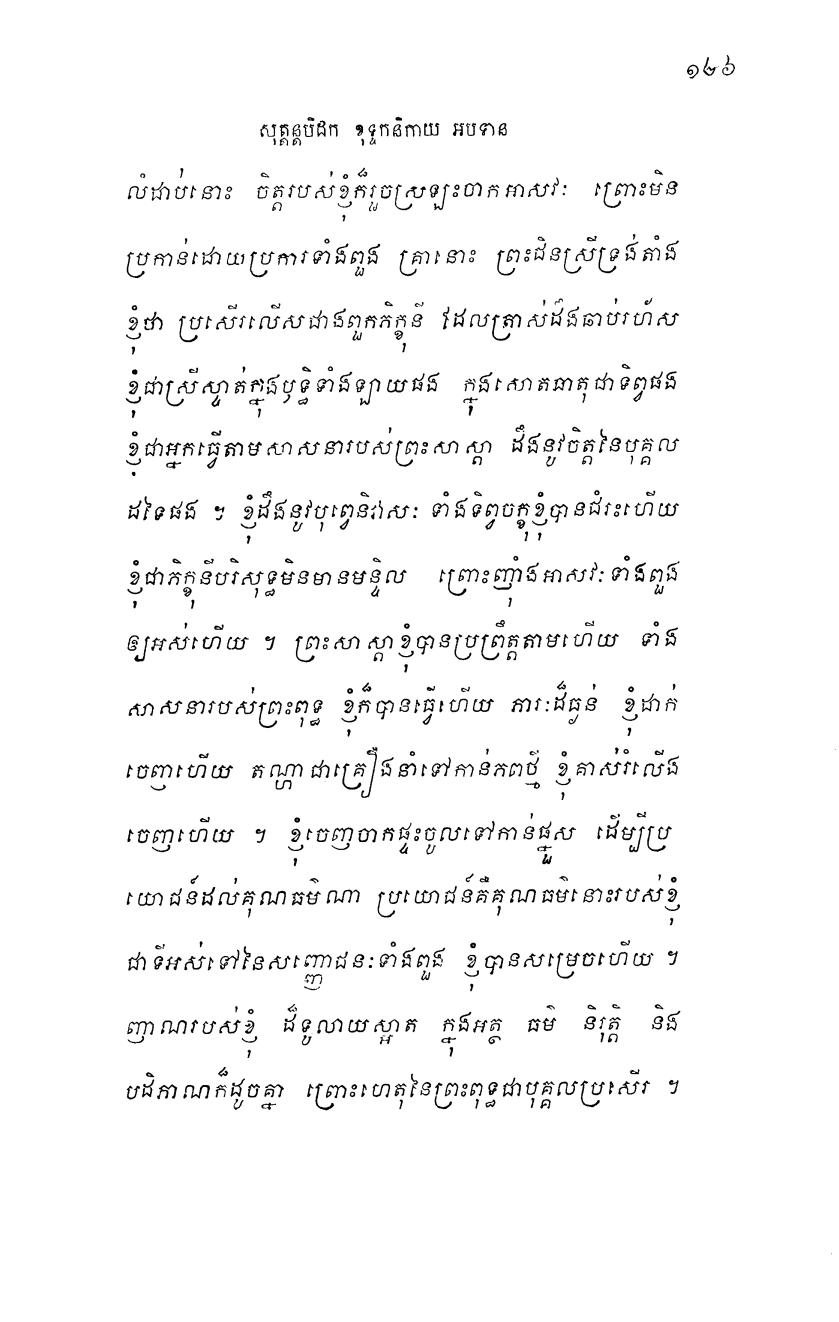 ១២៦
សុត្តន្តបិដក ខុទ្ទកនិកាយ អបទាន
លំដាប់នោះ ចិត្តរបស់ខ្ញុំក៏រួចស្រឡះចាកអាសវៈ ព្រោះមិន
ប្រកាន់ដោយប្រការទាំងពួង គ្រានោះ ព្រះជិនស្រីទ្រង់តាំង
ខ្ញុំថា ប្រសើរលើសជាងពួកភិក្ខុនី ដែលត្រាស់ដឹងឆាប់រហ័ស
ខ្ញុំជាស្រីស្ទាត់ក្នុងឫទ្ធិទាំងឡាយផង ក្នុងសោតធាតុជាទិព្វផង
ខ្ញុំជាអ្នកធ្វើតាមសាសនារបស់ព្រះសាស្តា ដឹងនូវចិត្តនៃបុគ្គល
ដទៃផង ។ ខ្ញុំដឹងនូវបុព្វេនិវាសៈ ទាំងទិព្វចក្ខុខ្ញុំបានជំរះហើយ
ខ្ញុំជាភិក្ខុនីបរិសុទ្ធមិនមានមន្ទិល ព្រោះញ៉ាំងអាសវៈទាំងពួង
ឲ្យអស់ហើយ ។ ព្រះសាស្តាខ្ញុំបានប្រព្រឹត្តតាមហើយ ទាំង
សាសនារបស់ព្រះពុទ្ធ ខ្ញុំក៏បានធ្វើហើយ ភារៈដ៏ធ្ងន់ ខ្ញុំដាក់
ចេញហើយ តណ្ហាជាគ្រឿងនាំទៅកាន់ភពថ្មី ខ្ញុំគាស់រំលើង
ចេញហើយ ។ ខ្ញុំចេញចាកផ្ទះចូលទៅកាន់ផ្នួស ដើម្បីប្រ
យោជន៍ដល់គុណធម៌ណា ប្រយោជន៍គឺគុណធម៌នោះរបស់ខ្ញុំ
ជាទីអស់ទៅនៃសញ្ញោជនៈទាំងពួង ខ្ញុំបានសម្រេចហើយ ។
ញាណរបស់ខ្ញុំ ដ៏ទូលាយស្អាត ក្នុងអត្ថ ធម៌ និរុត្តិ និង
បដិភាណក៏ដូចគ្នា ព្រោះហេតុនៃព្រះពុទ្ធជាបុគ្គលប្រសើរ ។